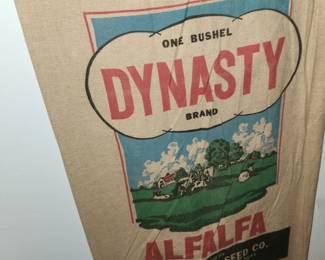 ONE BUSHEL
DYNASTY
BRAND
ALFALFA
SEED CO.